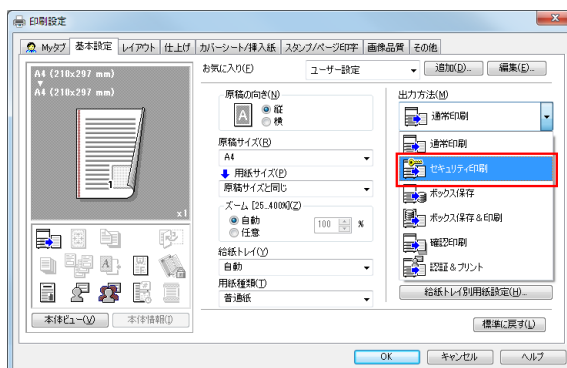 印刷設定
Myタブ 基本設定 レイアウト 仕上げ カバーシート/挿入紙 スタンプ/ページ印字 画像品質 その他
A4 (210x297 mm)
A4 (210x297 mm)
1
x1
本体ビュー(V) 本体情報(I)
お気に入り(F) ユーザー設定 追加(D)... 編集(E)...
原稿の向き(N)
A
縦
横
原稿サイズ(R)
A4
用紙サイズ(P)
原稿サイズと同じ
ズーム [25..400%](Z)
自動
任意
100 %
給紙トレイ(Y)
自動
用紙種類(T)
普通紙
出力方法(M)
通常印刷
通常印刷
セキュリティ印刷
ボックス保存
ボックス保存&印刷
確認印刷
認証&プリント
給紙トレイ別用紙設定(H)...
標準に戻す(L)
OK キャンセル ヘルプ